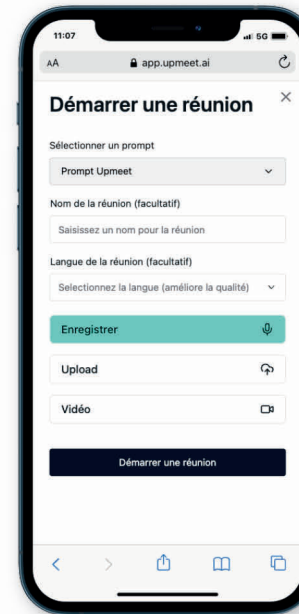 11:07
5G
AA
app.upmeet.ai
Démarrer une réunion
Sélectionner un prompt
Prompt Upmeet
Nom de la réunion (facultatif)
Saisissez un nom pour la réunion
Langue de la réunion (facultatif)
Selectionnez la langue (améliore la qualité)
Enregistrer
Upload
Vidéo
Démarrer une réunion